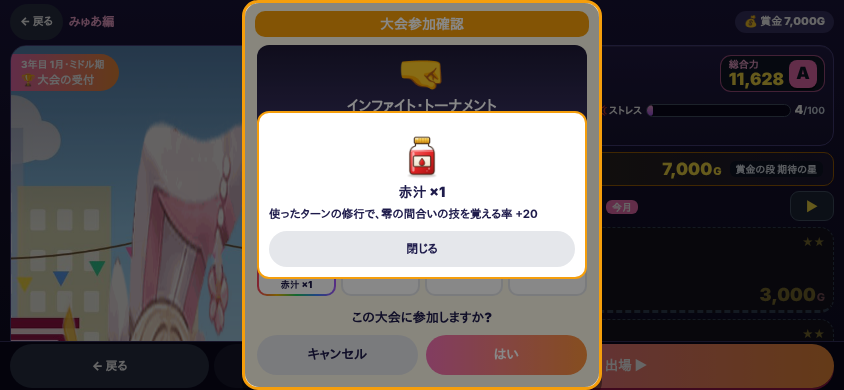 ← 戻る
みゅあ編
💰 賞金 7,000G
3年目 1月・ミドル期
🏆 大会の受付
総合力
11,628
A
ストレス
4/100
7,000G
賞金の段 期待の星
今月
▶
★★
3,000G
★★
大会参加確認
インファイト・トーナメント
赤汁 ×1
使ったターンの修行で、零の間合いの技を覚える率 +20
閉じる
赤汁 ×1
この大会に参加しますか?
キャンセル
はい
← 戻る
出場 ▶